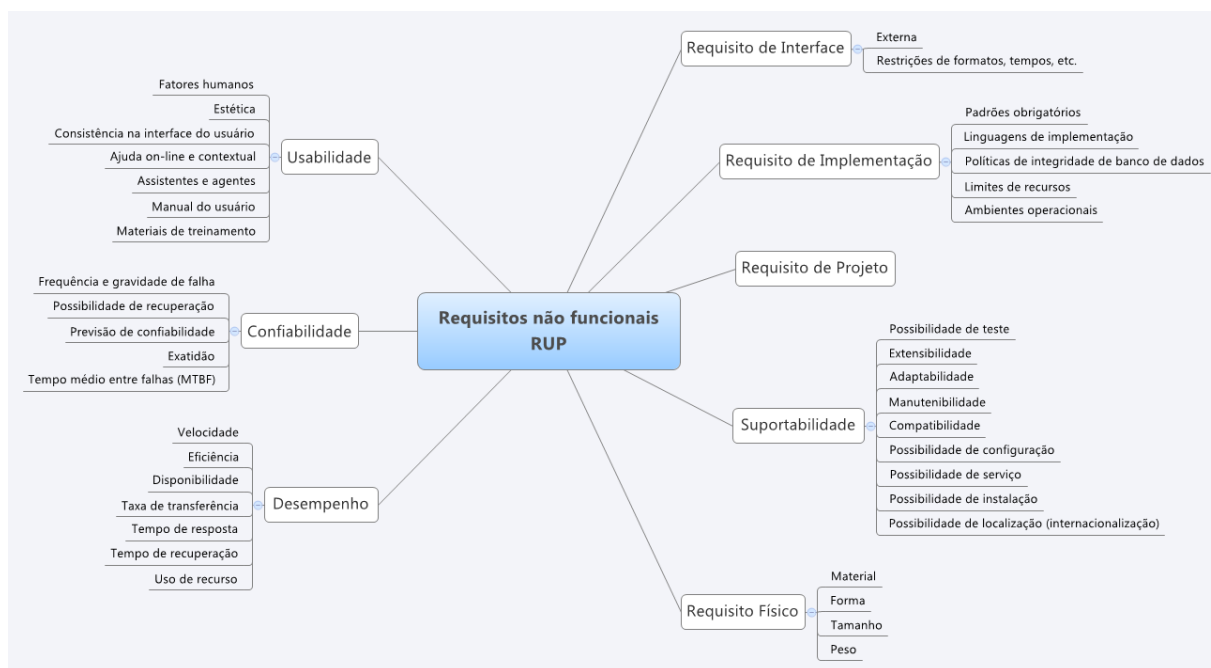 Requisitos não funcionais
RUP
Usabilidade
Fatores humanos
Estética
Consistência na interface do usuário
Ajuda on-line e contextual
Assistentes e agentes
Manual do usuário
Materiais de treinamento
Confiabilidade
Frequência e gravidade de falha
Possibilidade de recuperação
Previsão de confiabilidade
Exatidão
Tempo médio entre falhas (MTBF)
Desempenho
Velocidade
Eficiência
Disponibilidade
Taxa de transferência
Tempo de resposta
Tempo de recuperação
Uso de recurso
Requisito de Interface
Externa
Restrições de formatos, tempos, etc.
Requisito de Implementação
Padrões obrigatórios
Linguagens de implementação
Políticas de integridade de banco de dados
Limites de recursos
Ambientes operacionais
Requisito de Projeto
Suportabilidade
Possibilidade de teste
Extensibilidade
Adaptabilidade
Manutenibilidade
Compatibilidade
Possibilidade de configuração
Possibilidade de serviço
Possibilidade de instalação
Possibilidade de localização (internacionalização)
Requisito Físico
Material
Forma
Tamanho
Peso